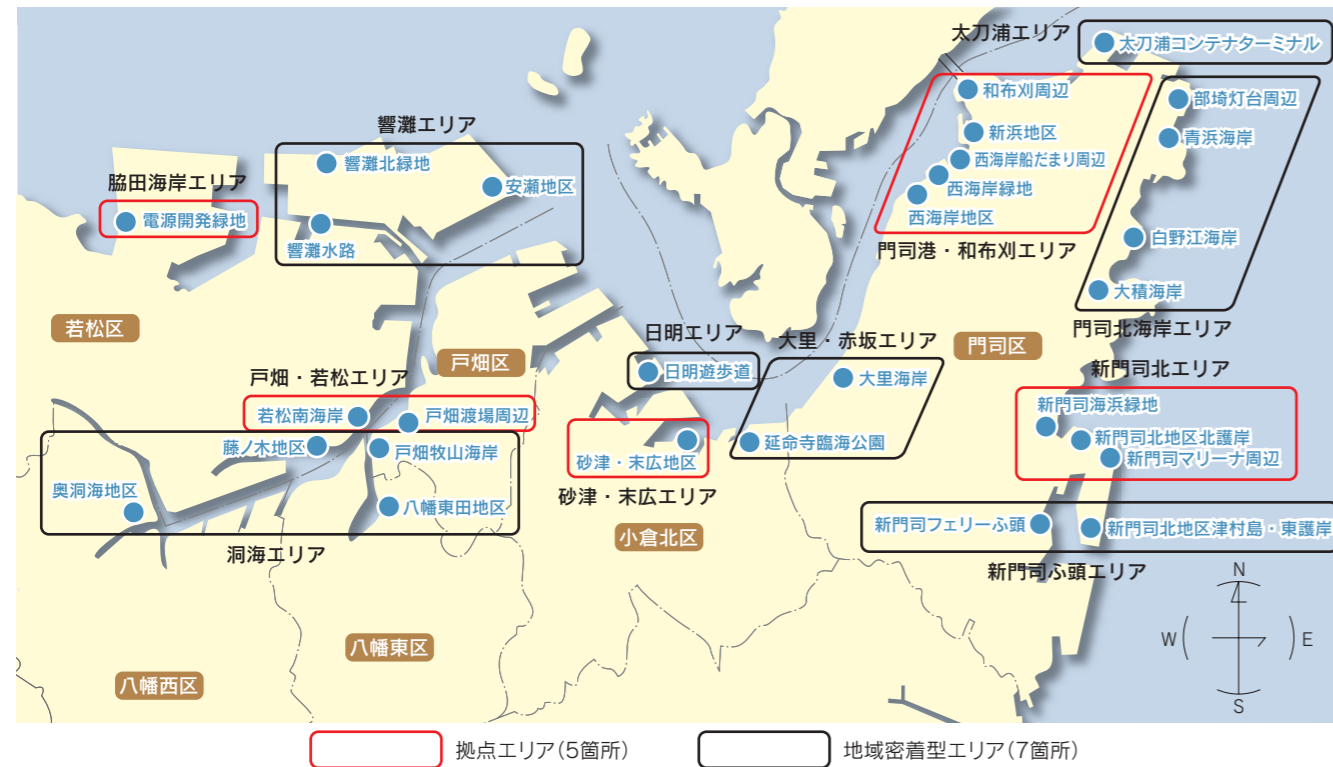 太刀浦エリア
太刀浦コンテナターミナル
和布刈周辺
部埼灯台周辺
新浜地区
青浜海岸
響灘エリア
響灘北緑地
西海岸船だまり周辺
脇田海岸エリア
安瀬地区
西海岸緑地
電源開発緑地
西海岸地区
響灘水路
門司港・和布刈エリア
白野江海岸
大積海岸
若松区
日明エリア
大里・赤坂エリア
門司区
門司北海岸エリア
戸畑区
戸畑・若松エリア
日明遊歩道
大里海岸
新門司北エリア
若松南海岸
戸畑渡場周辺
新門司海浜緑地
藤ノ木地区
戸畑牧山海岸
砂津・末広地区
延命寺臨海公園
新門司北地区北護岸
新門司マリーナ周辺
奥洞海地区
八幡東田地区
砂津・末広エリア
新門司フェリーふ頭
新門司北地区津村島・東護岸
洞海エリア
小倉北区
新門司ふ頭エリア
八幡東区
八幡西区
N
W
E
S
拠点エリア(5箇所)
地域密着型エリア(7箇所)